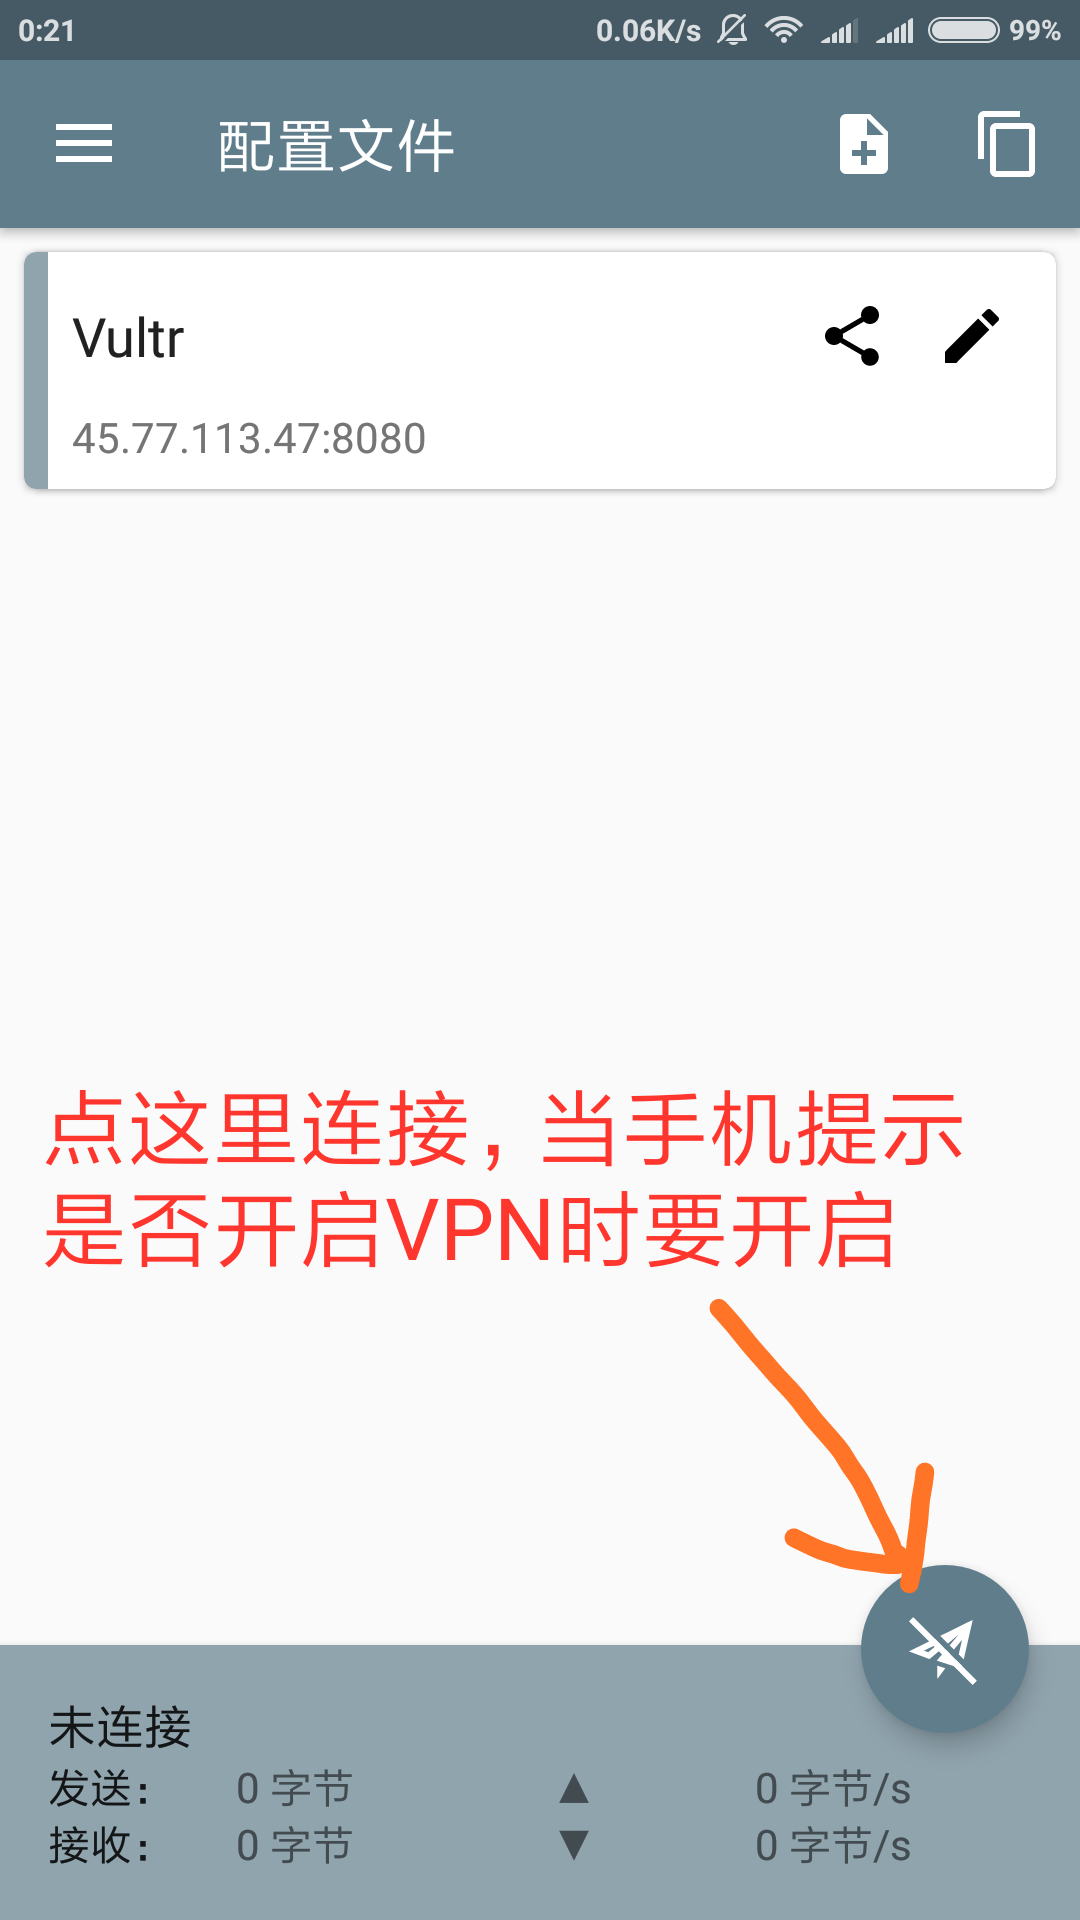 0:21 0.06K/s 99%
配置文件
Vultr
45.77.113.47:8080
点这里连接，当手机提示
是否开启VPN时要开启
未连接
发送： 0 字节 ▲ 0 字节/s
接收： 0 字节 ▼ 0 字节/s